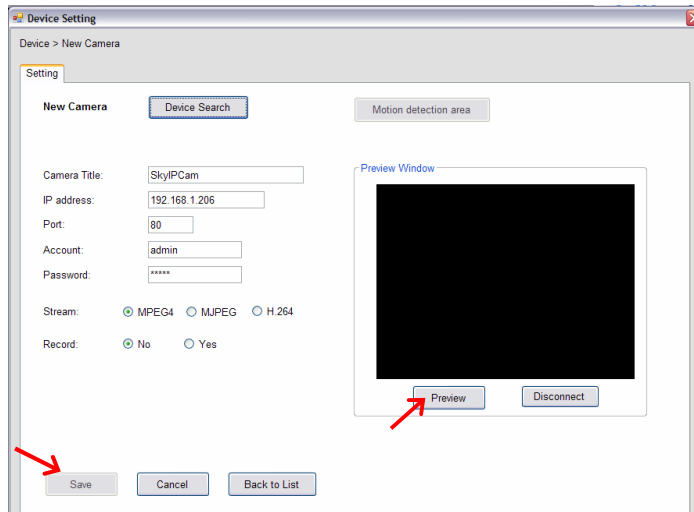 Device Setting
Device > New Camera
Setting
New Camera
Device Search
Motion detection area
Camera Title:
SkyIPCam
IP address:
192.168.1.206
Port:
80
Account:
admin
Password:
*****
Stream:
MPEG4
MJPEG
H.264
Record:
No
Yes
Preview Window
Preview
Disconnect
Save
Cancel
Back to List